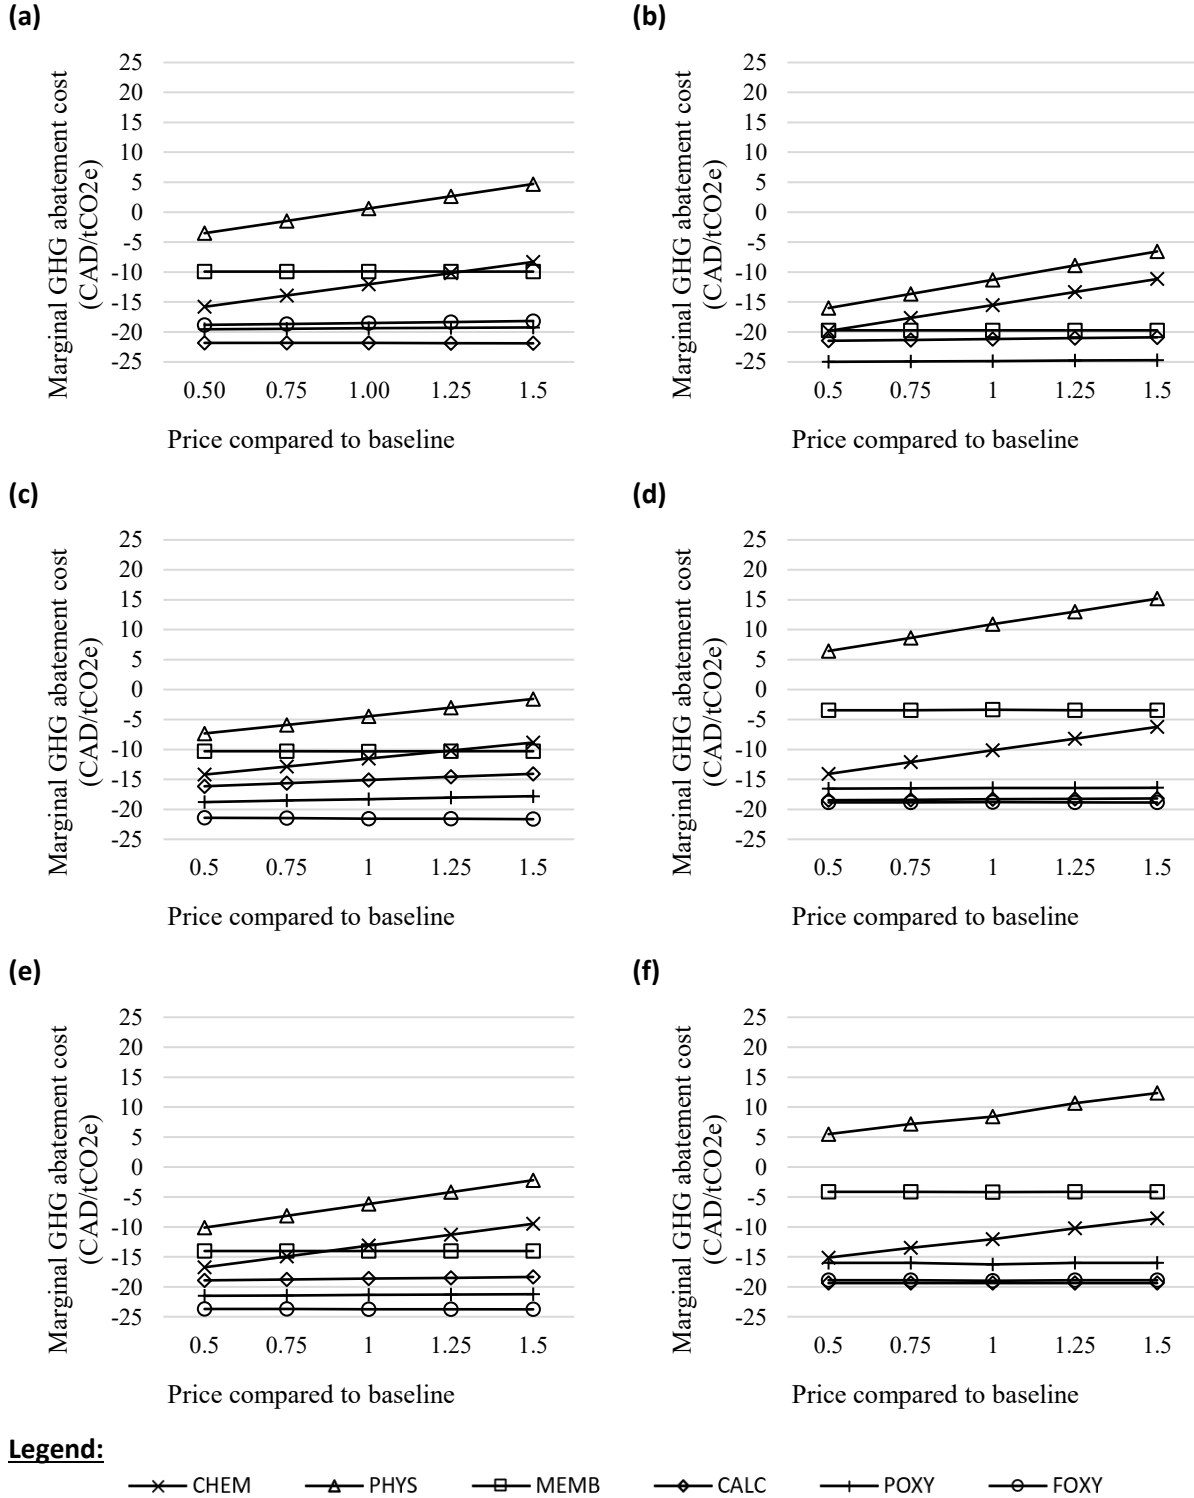 (a)
Marginal GHG abatement cost
(CAD/tCO2e)
25
20
15
10
5
0
-5
-10
-15
-20
-25
0.50 0.75 1.00 1.25 1.5
Price compared to baseline
(b)
Marginal GHG abatement cost
(CAD/tCO2e)
25
20
15
10
5
0
-5
-10
-15
-20
-25
0.5 0.75 1 1.25 1.5
Price compared to baseline
(c)
Marginal GHG abatement cost
(CAD/tCO2e)
25
20
15
10
5
0
-5
-10
-15
-20
-25
0.5 0.75 1 1.25 1.5
Price compared to baseline
(d)
Marginal GHG abatement cost
(CAD/tCO2e)
25
20
15
10
5
0
-5
-10
-15
-20
-25
0.5 0.75 1 1.25 1.5
Price compared to baseline
(e)
Marginal GHG abatement cost
(CAD/tCO2e)
25
20
15
10
5
0
-5
-10
-15
-20
-25
0.5 0.75 1 1.25 1.5
Price compared to baseline
(f)
Marginal GHG abatement cost
(CAD/tCO2e)
25
20
15
10
5
0
-5
-10
-15
-20
-25
0.5 0.75 1 1.25 1.5
Price compared to baseline
Legend:
CHEM PHYS MEMB CALC POXY FOXY